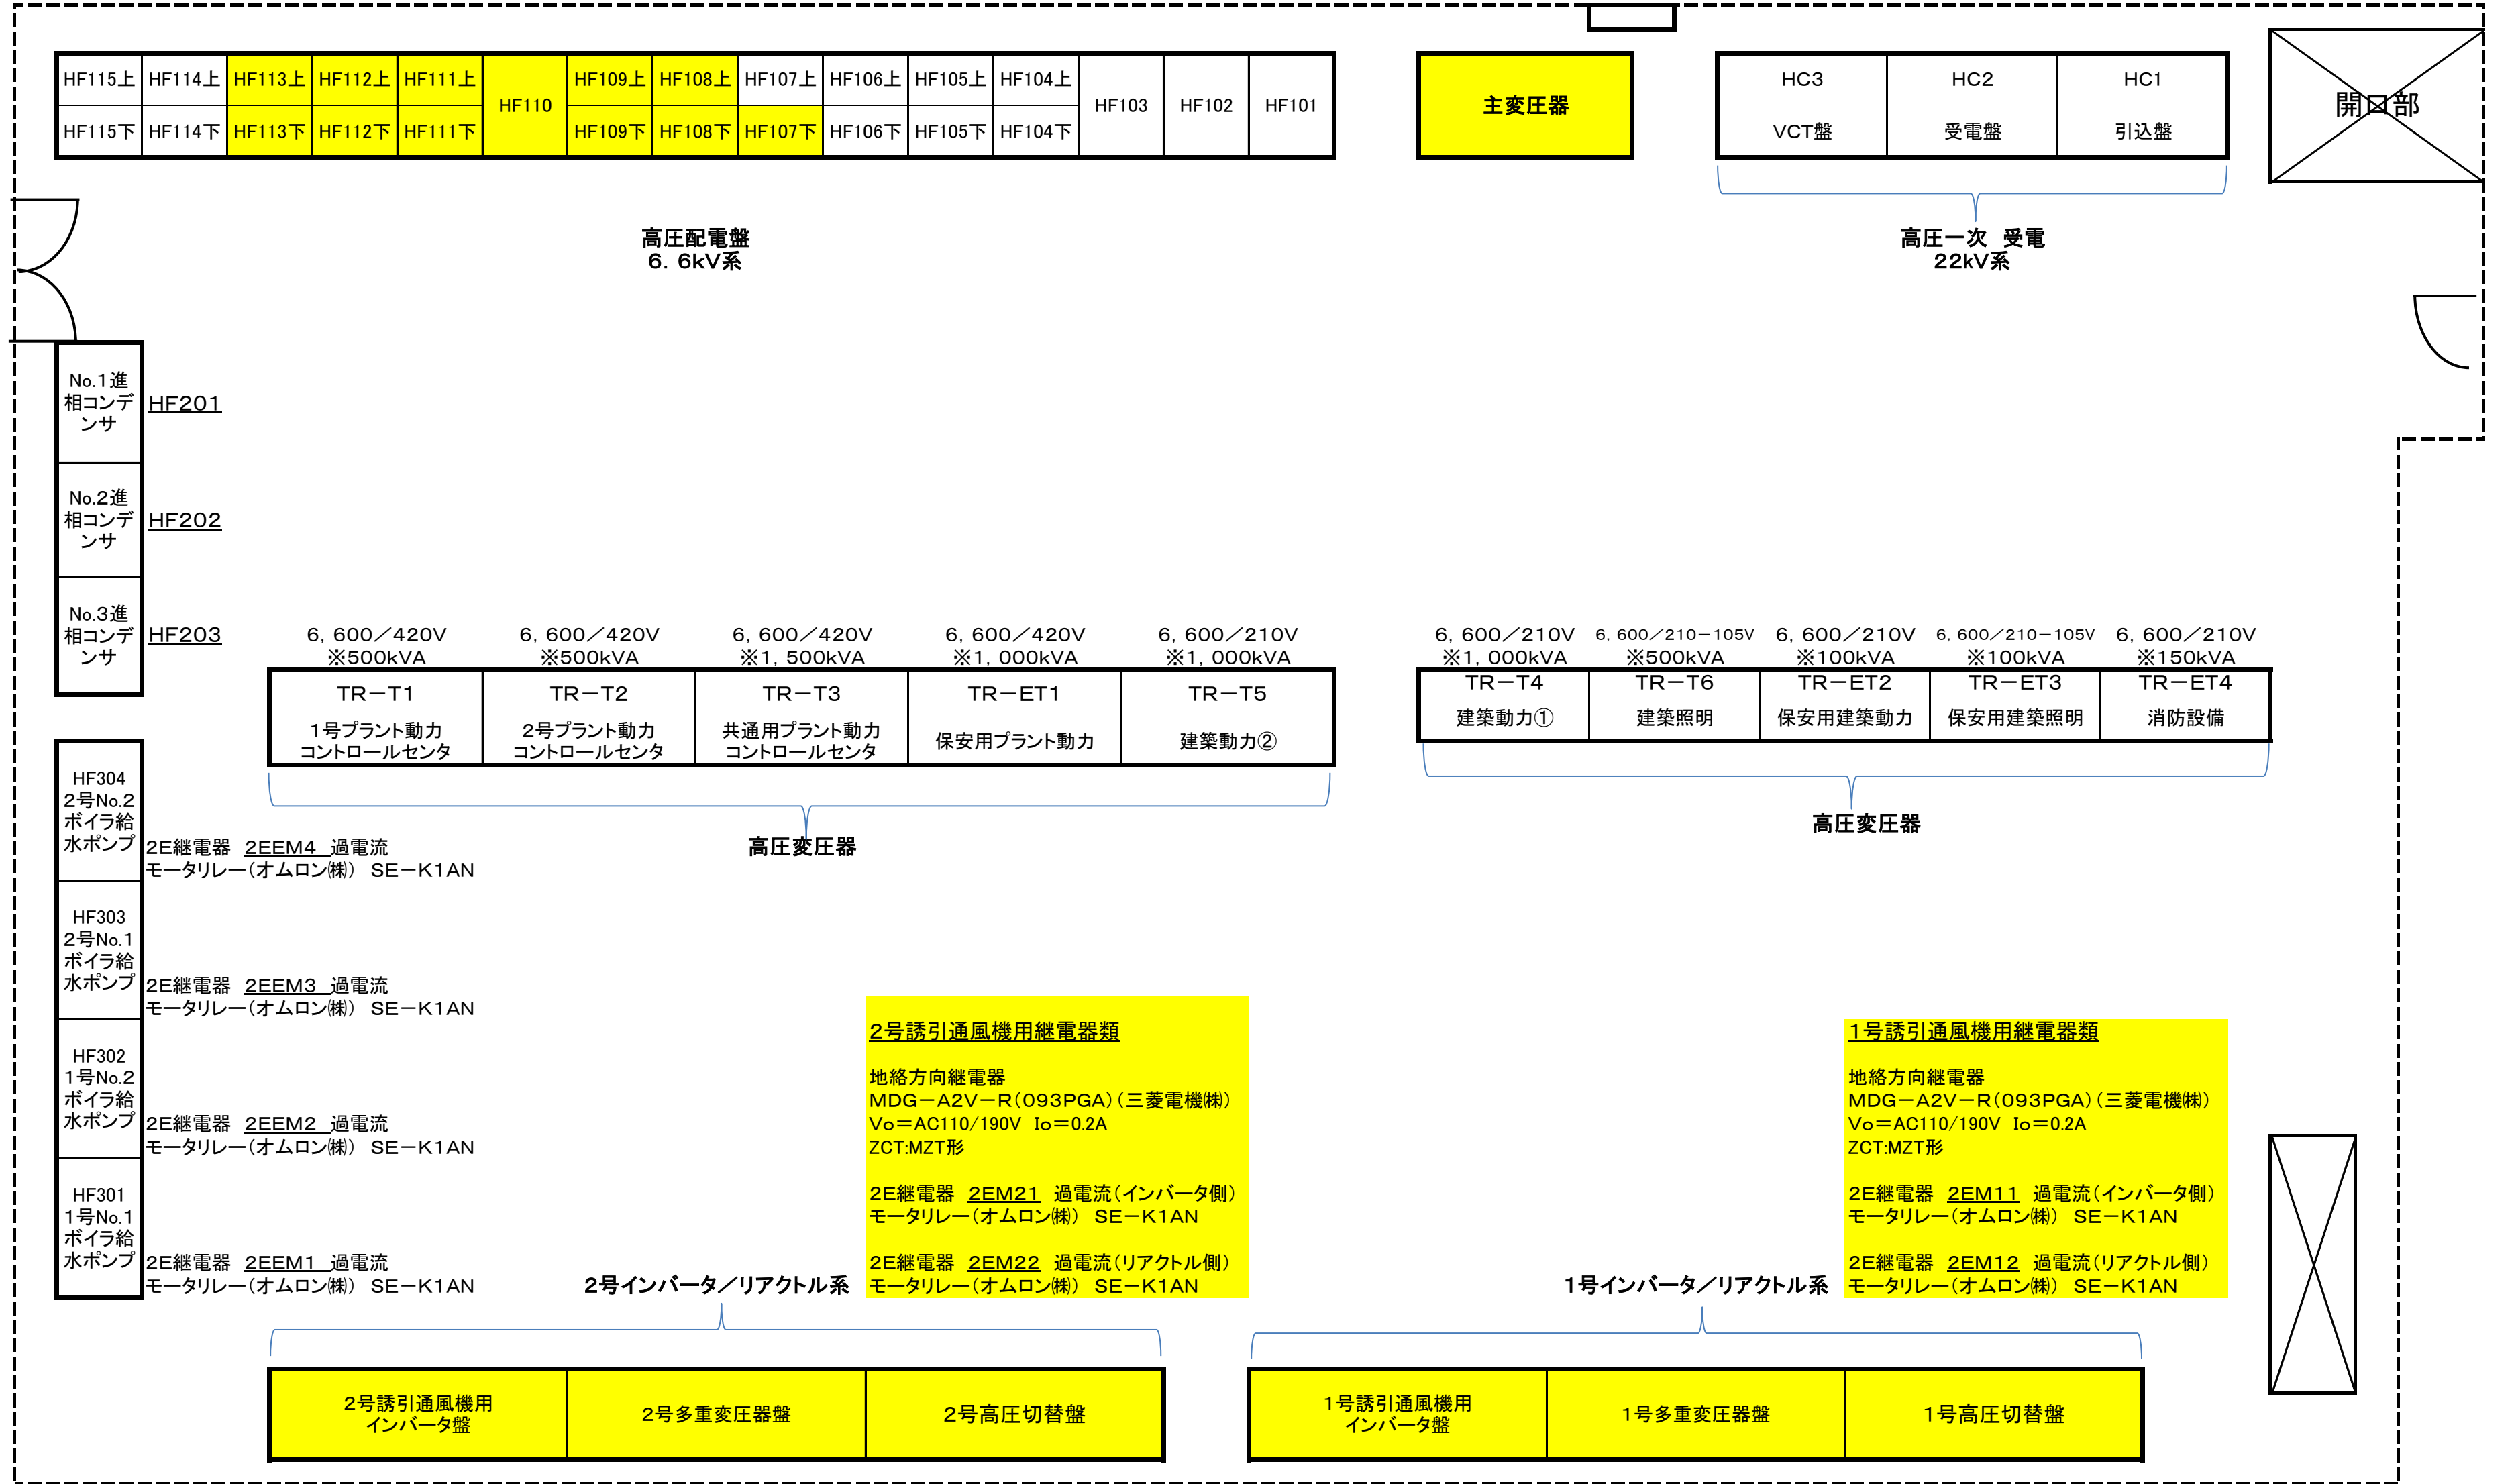 HF115上 HF114上 HF113上 HF112上 HF111上 HF110 HF109上 HF108上 HF107上 HF106上 HF105上 HF104上 HF103 HF102 HF101
HF115下 HF114下 HF113下 HF112下 HF111下 HF109下 HF108下 HF107下 HF106下 HF105下 HF104下
主変圧器
HC3 HC2 HC1
VCT盤 受電盤 引込盤
開口部
高圧配電盤
6．6kV系
高圧一次　受電
22kV系
No.1進
相コンデ
ンサ
HF201
No.2進
相コンデ
ンサ
HF202
No.3進
相コンデ
ンサ
HF203
6，600／420V 6，600／420V 6，600／420V 6，600／420V 6，600／210V
※500kVA ※500kVA ※1，500kVA ※1，000kVA ※1，000kVA
TR－T1 TR－T2 TR－T3 TR－ET1 TR－T5
1号プラント動力
コントロールセンタ
2号プラント動力
コントロールセンタ
共通用プラント動力
コントロールセンタ
保安用プラント動力
建築動力②
高圧変圧器
6，600／210V 6，600／210－105V 6，600／210V 6，600／210－105V 6，600／210V
※1，000kVA ※500kVA ※100kVA ※100kVA ※150kVA
TR－T4 TR－T6 TR－ET2 TR－ET3 TR－ET4
建築動力① 建築照明 保安用建築動力 保安用建築照明 消防設備
高圧変圧器
HF304
2号No.2
ボイラ給
水ポンプ
2E継電器　2EEM4　過電流
モータリレー（オムロン㈱）　SE－K1AN
HF303
2号No.1
ボイラ給
水ポンプ
2E継電器　2EEM3　過電流
モータリレー（オムロン㈱）　SE－K1AN
HF302
1号No.2
ボイラ給
水ポンプ
2E継電器　2EEM2　過電流
モータリレー（オムロン㈱）　SE－K1AN
HF301
1号No.1
ボイラ給
水ポンプ
2E継電器　2EEM1　過電流
モータリレー（オムロン㈱）　SE－K1AN
2号誘引通風機用継電器類
地絡方向継電器
MDG－A2V－R（093PGA）（三菱電機㈱）
Vo＝AC110/190V　Io＝0.2A
ZCT:MZT形
2E継電器　2EM21　過電流（インバータ側）
モータリレー（オムロン㈱）　SE－K1AN
2E継電器　2EM22　過電流（リアクトル側）
モータリレー（オムロン㈱）　SE－K1AN
2号インバータ／リアクトル系
1号誘引通風機用継電器類
地絡方向継電器
MDG－A2V－R（093PGA）（三菱電機㈱）
Vo＝AC110/190V　Io＝0.2A
ZCT:MZT形
2E継電器　2EM11　過電流（インバータ側）
モータリレー（オムロン㈱）　SE－K1AN
2E継電器　2EM12　過電流（リアクトル側）
モータリレー（オムロン㈱）　SE－K1AN
1号インバータ／リアクトル系
2号誘引通風機用
インバータ盤
2号多重変圧器盤
2号高圧切替盤
1号誘引通風機用
インバータ盤
1号多重変圧器盤
1号高圧切替盤